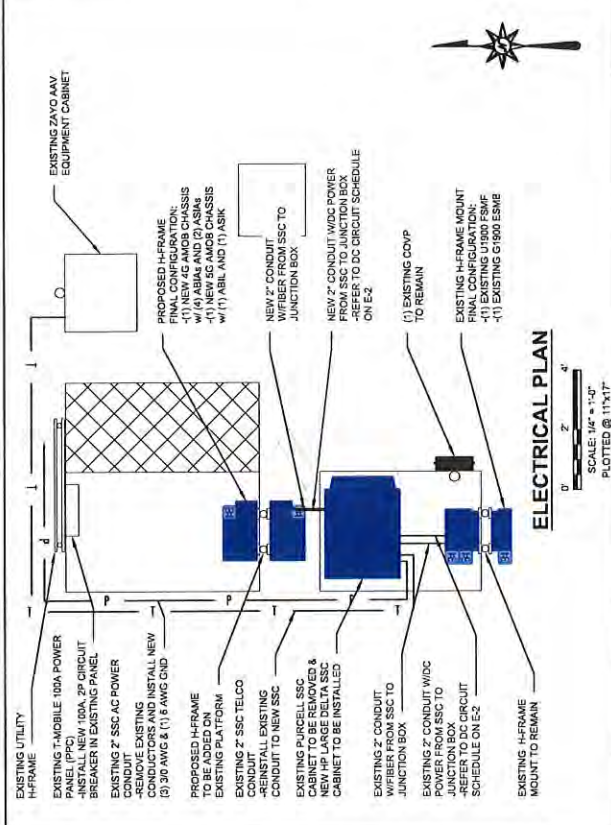 EXISTING UTILITY
H-FRAME
EXISTING T-MOBILE 100A POWER
PANEL (PPC)
-INSTALL NEW 100A, 2P CIRCUIT
BREAKER IN EXISTING PANEL
EXISTING 2" SSC AC POWER
CONDUIT
-REMOVE EXISTING
CONDUCTORS AND INSTALL NEW
(3) 3/0 AWG & (1) 6 AWG GND
PROPOSED H-FRAME
TO BE ADDED ON
EXISTING PLATFORM
EXISTING 2" SSC TELCO
CONDUIT
-REINSTALL EXISTING
CONDUIT TO NEW SSC
EXISTING PURCELL SSC
CABINET TO BE REMOVED &
NEW HP LARGE DELTA SSC
CABINET TO BE INSTALLED
EXISTING 2" CONDUIT
W/FIBER FROM SSC TO
JUNCTION BOX
EXISTING 2" CONDUIT W/DC
POWER FROM SSC TO
JUNCTION BOX
-REFER TO DC CIRCUIT
SCHEDULE ON E-2
EXISTING H-FRAME
MOUNT TO REMAIN
T
T
T
T
T
T
T
P
P
P
P
EXISTING ZAYO AAV
EQUIPMENT CABINET
PROPOSED H-FRAME
FINAL CONFIGURATION:
-(1) NEW 4G AMOB CHASSIS
w/ (4) ABIAs AND (2) ASIAs
-(1) NEW 5G AMOB CHASSIS
w/ (1) ABIL AND (1) ASIK
NEW 2" CONDUIT
W/FIBER FROM SSC TO
JUNCTION BOX
NEW 2" CONDUIT W/DC POWER
FROM SSC TO JUNCTION BOX
-REFER TO DC CIRCUIT SCHEDULE
ON E-2
(1) EXISTING COVP
TO REMAIN
EXISTING H-FRAME MOUNT
FINAL CONFIGURATION:
-(1) EXISTING U1900 FSMF
-(1) EXISTING G1900 ESMB
ELECTRICAL PLAN
0' 2' 4'
SCALE: 1/4" = 1'-0"
PLOTTED @ 11"x17"